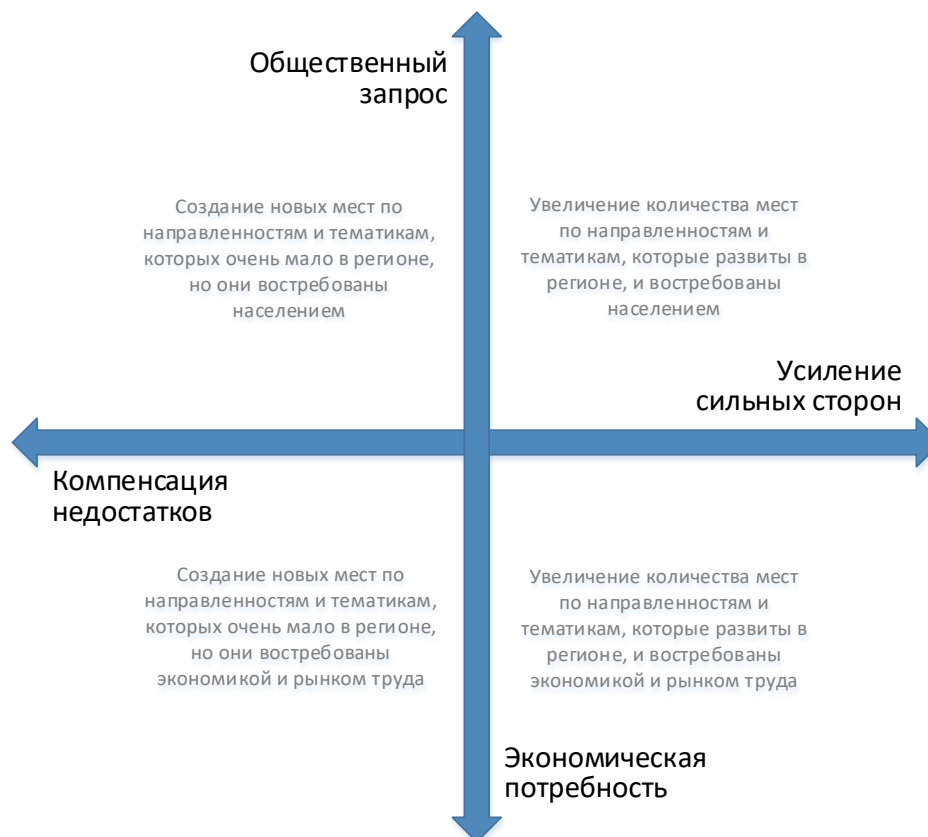 Общественный
запрос
Создание новых мест по
направленностям и тематикам,
которых очень мало в регионе,
но они востребованы
населением
Увеличение количества мест
по направленностям и
тематикам, которые развиты в
регионе, и востребованы
населением
Усиление
сильных сторон
Компенсация
недостатков
Создание новых мест по
направленностям и тематикам,
которых очень мало в регионе,
но они востребованы
экономикой и рынком труда
Увеличение количества мест
по направленностям и
тематикам, которые развиты в
регионе, и востребованы
экономикой и рынком труда
Экономическая
потребность